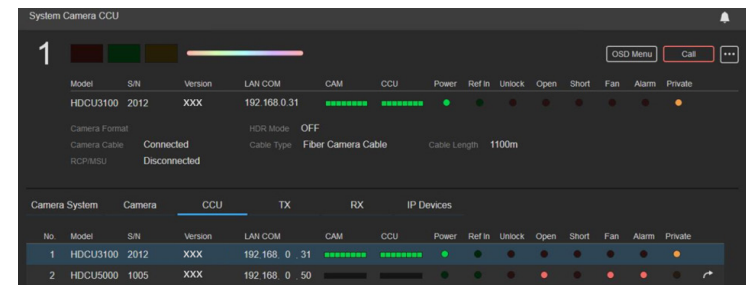 System Camera CCU
1 OSD Menu Call
Model S/N Version LAN COM CAM CCU Power Ref In Unlock Open Short Fan Alarm Private
HDCU3100 2012 XXX 192.168.0.31
Camera Format HDR Mode OFF
Camera Cable Connected Cable Type Fiber Camera Cable Cable Length 1100m
RCP/MSU Disconnected
Camera System Camera CCU TX RX IP Devices
No. Model S/N Version LAN COM CAM CCU Power Ref In Unlock Open Short Fan Alarm Private
1 HDCU3100 2012 XXX 192.168. 0 . 31
2 HDCU5000 1005 XXX 192.168. 0 . 50